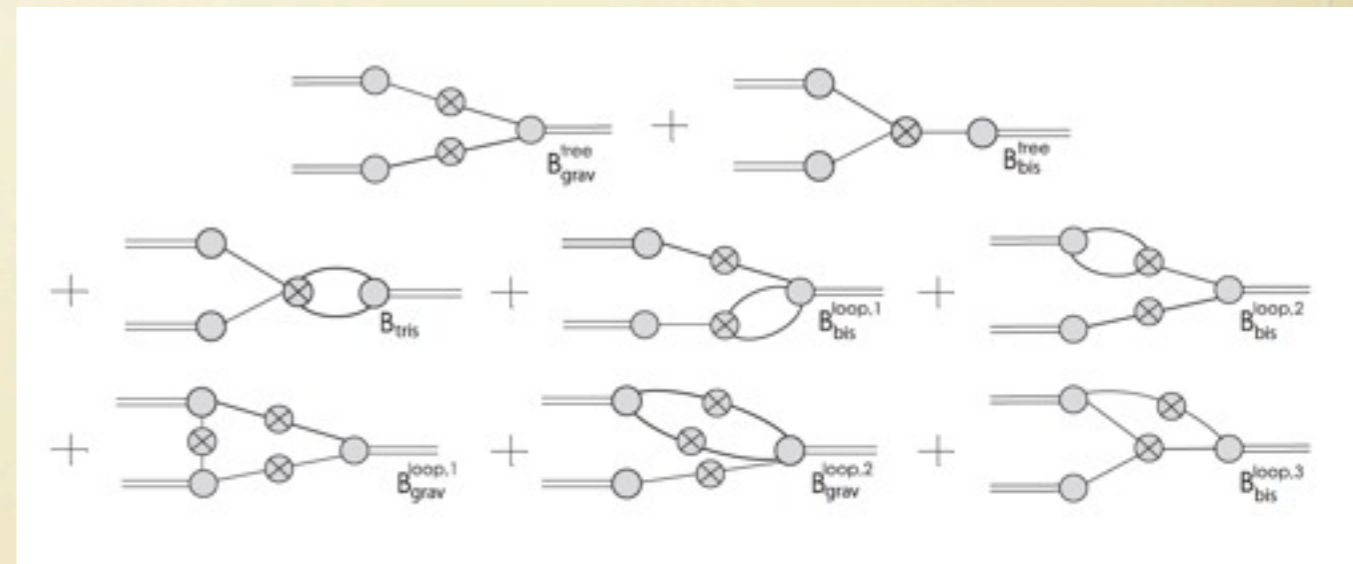 + B^tree_grav B^tree_bis
+ B_tris + B^loop,1_bis + B^loop,2_bis
+ B^loop,1_grav + B^loop,2_grav + B^loop,3_bis